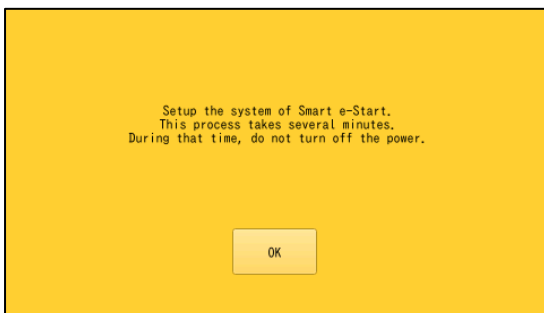 Setup the system of Smart e-Start.
This process takes several minutes.
During that time, do not turn off the power.
OK